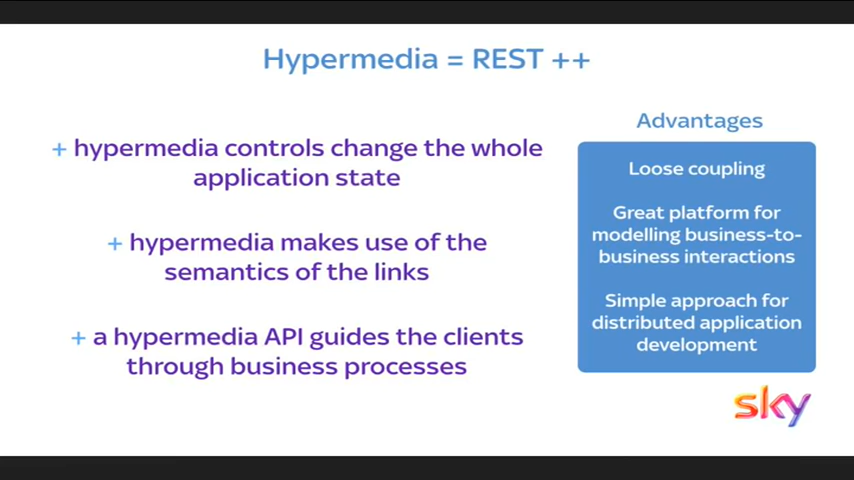 Hypermedia = REST ++
+ hypermedia controls change the whole
application state
+ hypermedia makes use of the
semantics of the links
+ a hypermedia API guides the clients
through business processes
Advantages
Loose coupling
Great platform for
modelling business-to-
business interactions
Simple approach for
distributed application
development
sky